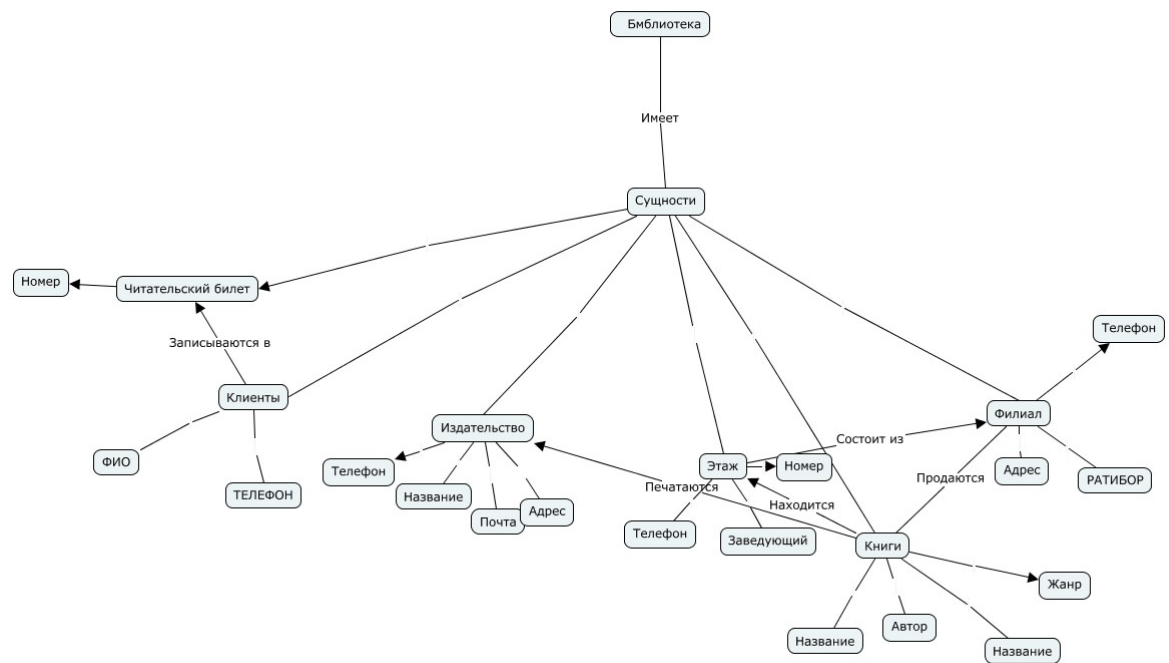 Бмблиотека
Имеет
Сущности
Номер
Читательский билет
Записываются в
Клиенты
ФИО
ТЕЛЕФОН
Издательство
Телефон
Название
Почта
Адрес
Печатаются
Этаж
Номер
Телефон
Заведующий
Находится
Состоит из
Филиал
Телефон
Адрес
РАТИБОР
Продаются
Книги
Жанр
Название
Автор
Название